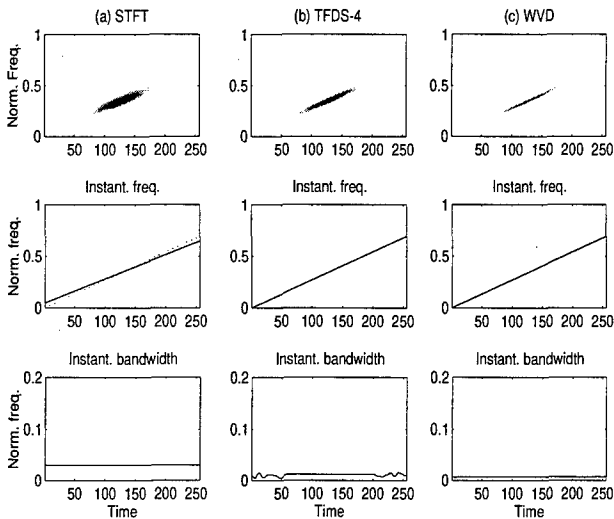 (a) STFT (b) TFDS-4 (c) WVD
Norm. Freq.
1 1 1
0.5 0.5 0.5
0 0 0
50 100 150 200 250 50 100 150 200 250 50 100 150 200 250
Instant. freq. Instant. freq. Instant. freq.
Norm. freq.
1 1 1
0.5 0.5 0.5
0 0 0
50 100 150 200 250 50 100 150 200 250 50 100 150 200 250
Instant. bandwidth Instant. bandwidth Instant. bandwidth
Norm. freq.
0.2 0.2 0.2
0.1 0.1 0.1
0 0 0
50 100 150 200 250 50 100 150 200 250 50 100 150 200 250
Time Time Time